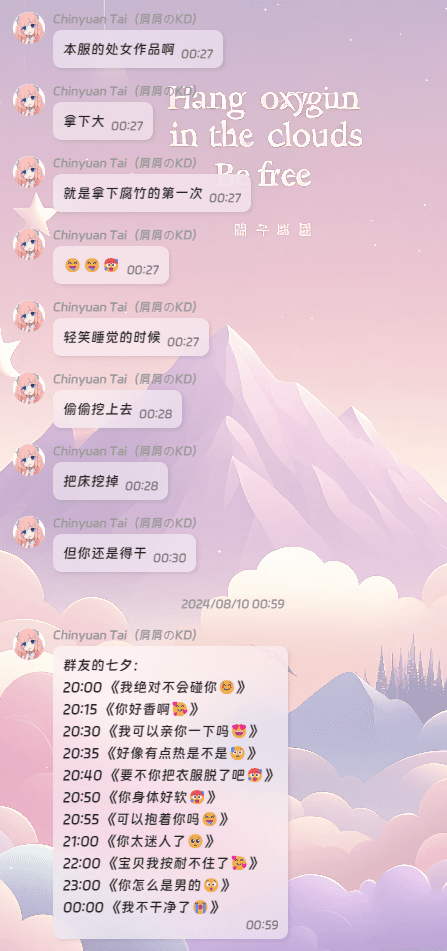 Chinyuan Tai（屑屑のKD）
本服的处女作品啊 00:27
Chinyuan Tai（屑屑のKD）
拿下大 00:27
Hang oxygün
in the clouds
Be free
Chinyuan Tai（屑屑のKD）
就是拿下腐竹的第一次 00:27
Chinyuan Tai（屑屑のKD）
😄😄🥵 00:27
Chinyuan Tai（屑屑のKD）
轻笑睡觉的时候 00:27
Chinyuan Tai（屑屑のKD）
偷偷挖上去 00:28
Chinyuan Tai（屑屑のKD）
把床挖掉 00:28
Chinyuan Tai（屑屑のKD）
但你还是得干 00:30
2024/08/10 00:59
Chinyuan Tai（屑屑のKD）
群友的七夕：
20:00《我绝对不会碰你😊》
20:15《你好香啊🥰》
20:30《我可以亲你一下吗😍》
20:35《好像有点热是不是😓》
20:40《要不你把衣服脱了吧🥵》
20:50《你身体好软🥵》
20:55《可以抱着你吗😄》
21:00《你太迷人了🥺》
22:00《宝贝我按耐不住了🥰》
23:00《你怎么是男的😨》
00:00《我不干净了😭》
00:59